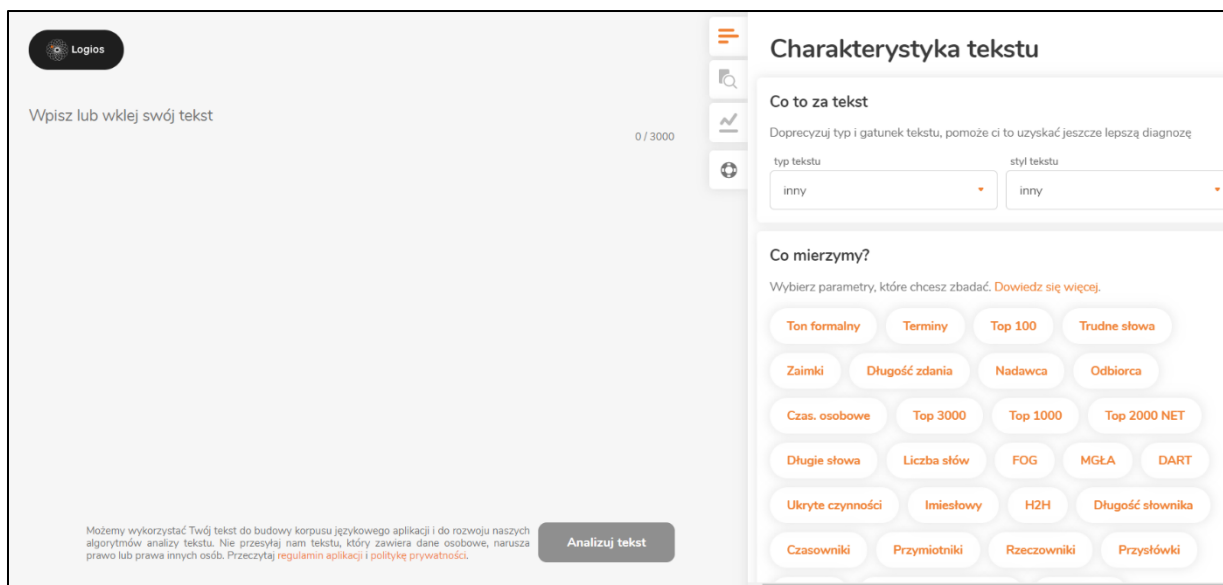 Logios
Wpisz lub wklej swój tekst
0 / 3000
Możemy wykorzystać Twój tekst do budowy korpusu językowego aplikacji i do rozwoju naszych
algorytmów analizy tekstu. Nie przesyłaj nam tekstu, który zawiera dane osobowe, narusza
prawo lub prawa innych osób. Przeczytaj regulamin aplikacji i politykę prywatności.
Analizuj tekst
Charakterystyka tekstu
Co to za tekst
Doprecyzuj typ i gatunek tekstu, pomoże ci to uzyskać jeszcze lepszą diagnozę
typ tekstu styl tekstu
inny inny
Co mierzymy?
Wybierz parametry, które chcesz zbadać. Dowiedz się więcej.
Ton formalny Terminy Top 100 Trudne słowa
Zaimki Długość zdania Nadawca Odbiorca
Czas. osobowe Top 3000 Top 1000 Top 2000 NET
Długie słowa Liczba słów FOG MGŁA DART
Ukryte czynności Imiesłowy H2H Długość słownika
Czasowniki Przymiotniki Rzeczowniki Przysłówki